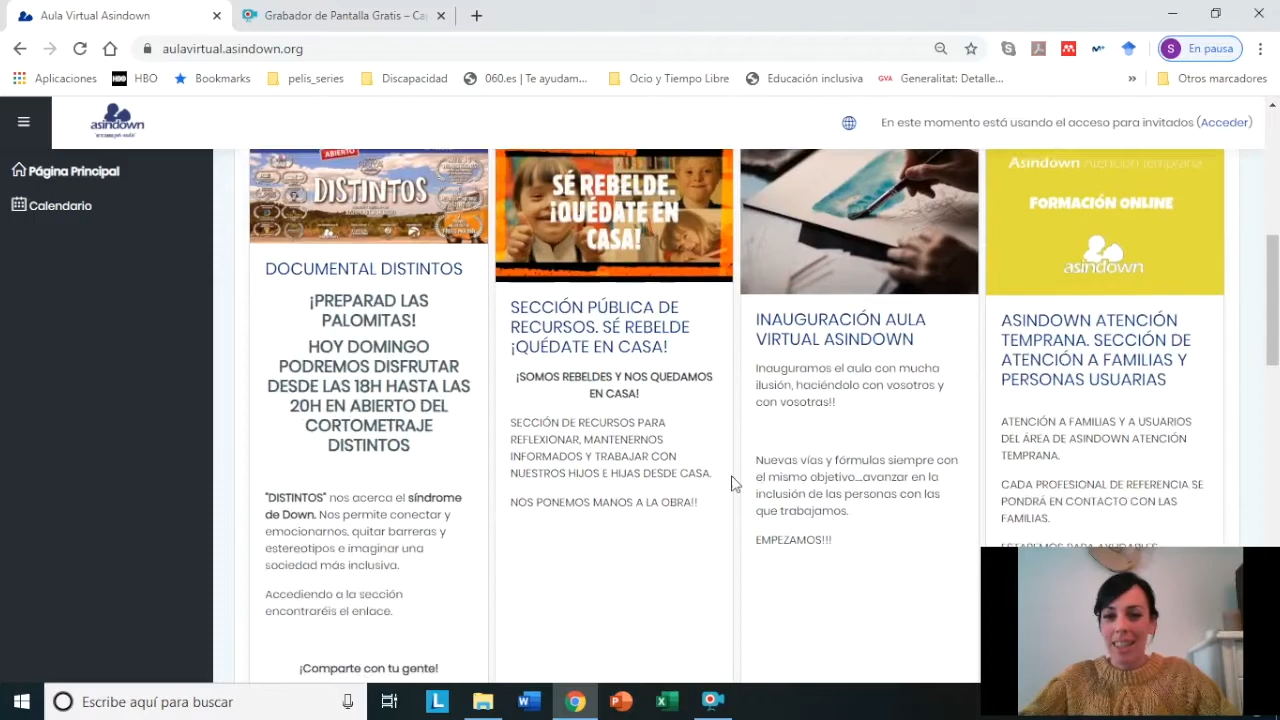 Aula Virtual Asindown
Grabador de Pantalla Gratis – Ca
aulavirtual.asindown.org
S En pausa
Aplicaciones
HBO
Bookmarks
pelis_series
Discapacidad
060.es | Te ayudam...
Ocio y Tiempo Libre
Educación inclusiva
GVA Generalitat: Detalle...
»
Otros marcadores
asindown
En este momento está usando el acceso para invitados (Acceder)
Página Principal
Calendario
ABIERTO
DISTINTOS
DOCUMENTAL DISTINTOS
¡PREPARAD LAS
PALOMITAS!
HOY DOMINGO
PODREMOS DISFRUTAR
DESDE LAS 18H HASTA LAS
20H EN ABIERTO DEL
CORTOMETRAJE
DISTINTOS
"DISTINTOS" nos acerca el síndrome
de Down. Nos permite conectar y
emocionarnos, quitar barreras y
estereotipos e imaginar una
sociedad más inclusiva.
Accediendo a la sección
encontraréis el enlace.
¡Comparte con tu gente!
SÉ REBELDE.
¡QUÉDATE EN
CASA!
SECCIÓN PÚBLICA DE
RECURSOS. SÉ REBELDE
¡QUÉDATE EN CASA!
¡SOMOS REBELDES Y NOS QUEDAMOS
EN CASA!
SECCIÓN DE RECURSOS PARA
REFLEXIONAR, MANTENERNOS
INFORMADOS Y TRABAJAR CON
NUESTROS HIJOS E HIJAS DESDE CASA.
NOS PONEMOS MANOS A LA OBRA!!
INAUGURACIÓN AULA
VIRTUAL ASINDOWN
Inauguramos el aula con mucha
ilusión, haciéndolo con vosotros y
con vosotras!!
Nuevas vías y fórmulas siempre con
el mismo objetivo....avanzar en la
inclusión de las personas con las
que trabajamos.
EMPEZAMOS!!!
Asindown Atención Temprana
FORMACIÓN ONLINE
asindown
ASINDOWN ATENCIÓN
TEMPRANA. SECCIÓN DE
ATENCIÓN A FAMILIAS Y
PERSONAS USUARIAS
ATENCIÓN A FAMILIAS Y A USUARIOS
DEL ÁREA DE ASINDOWN ATENCIÓN
TEMPRANA.
CADA PROFESIONAL DE REFERENCIA SE
PONDRÁ EN CONTACTO CON LAS
FAMILIAS.
ESTAREMOS PARA AYUDARLES
Escribe aquí para buscar